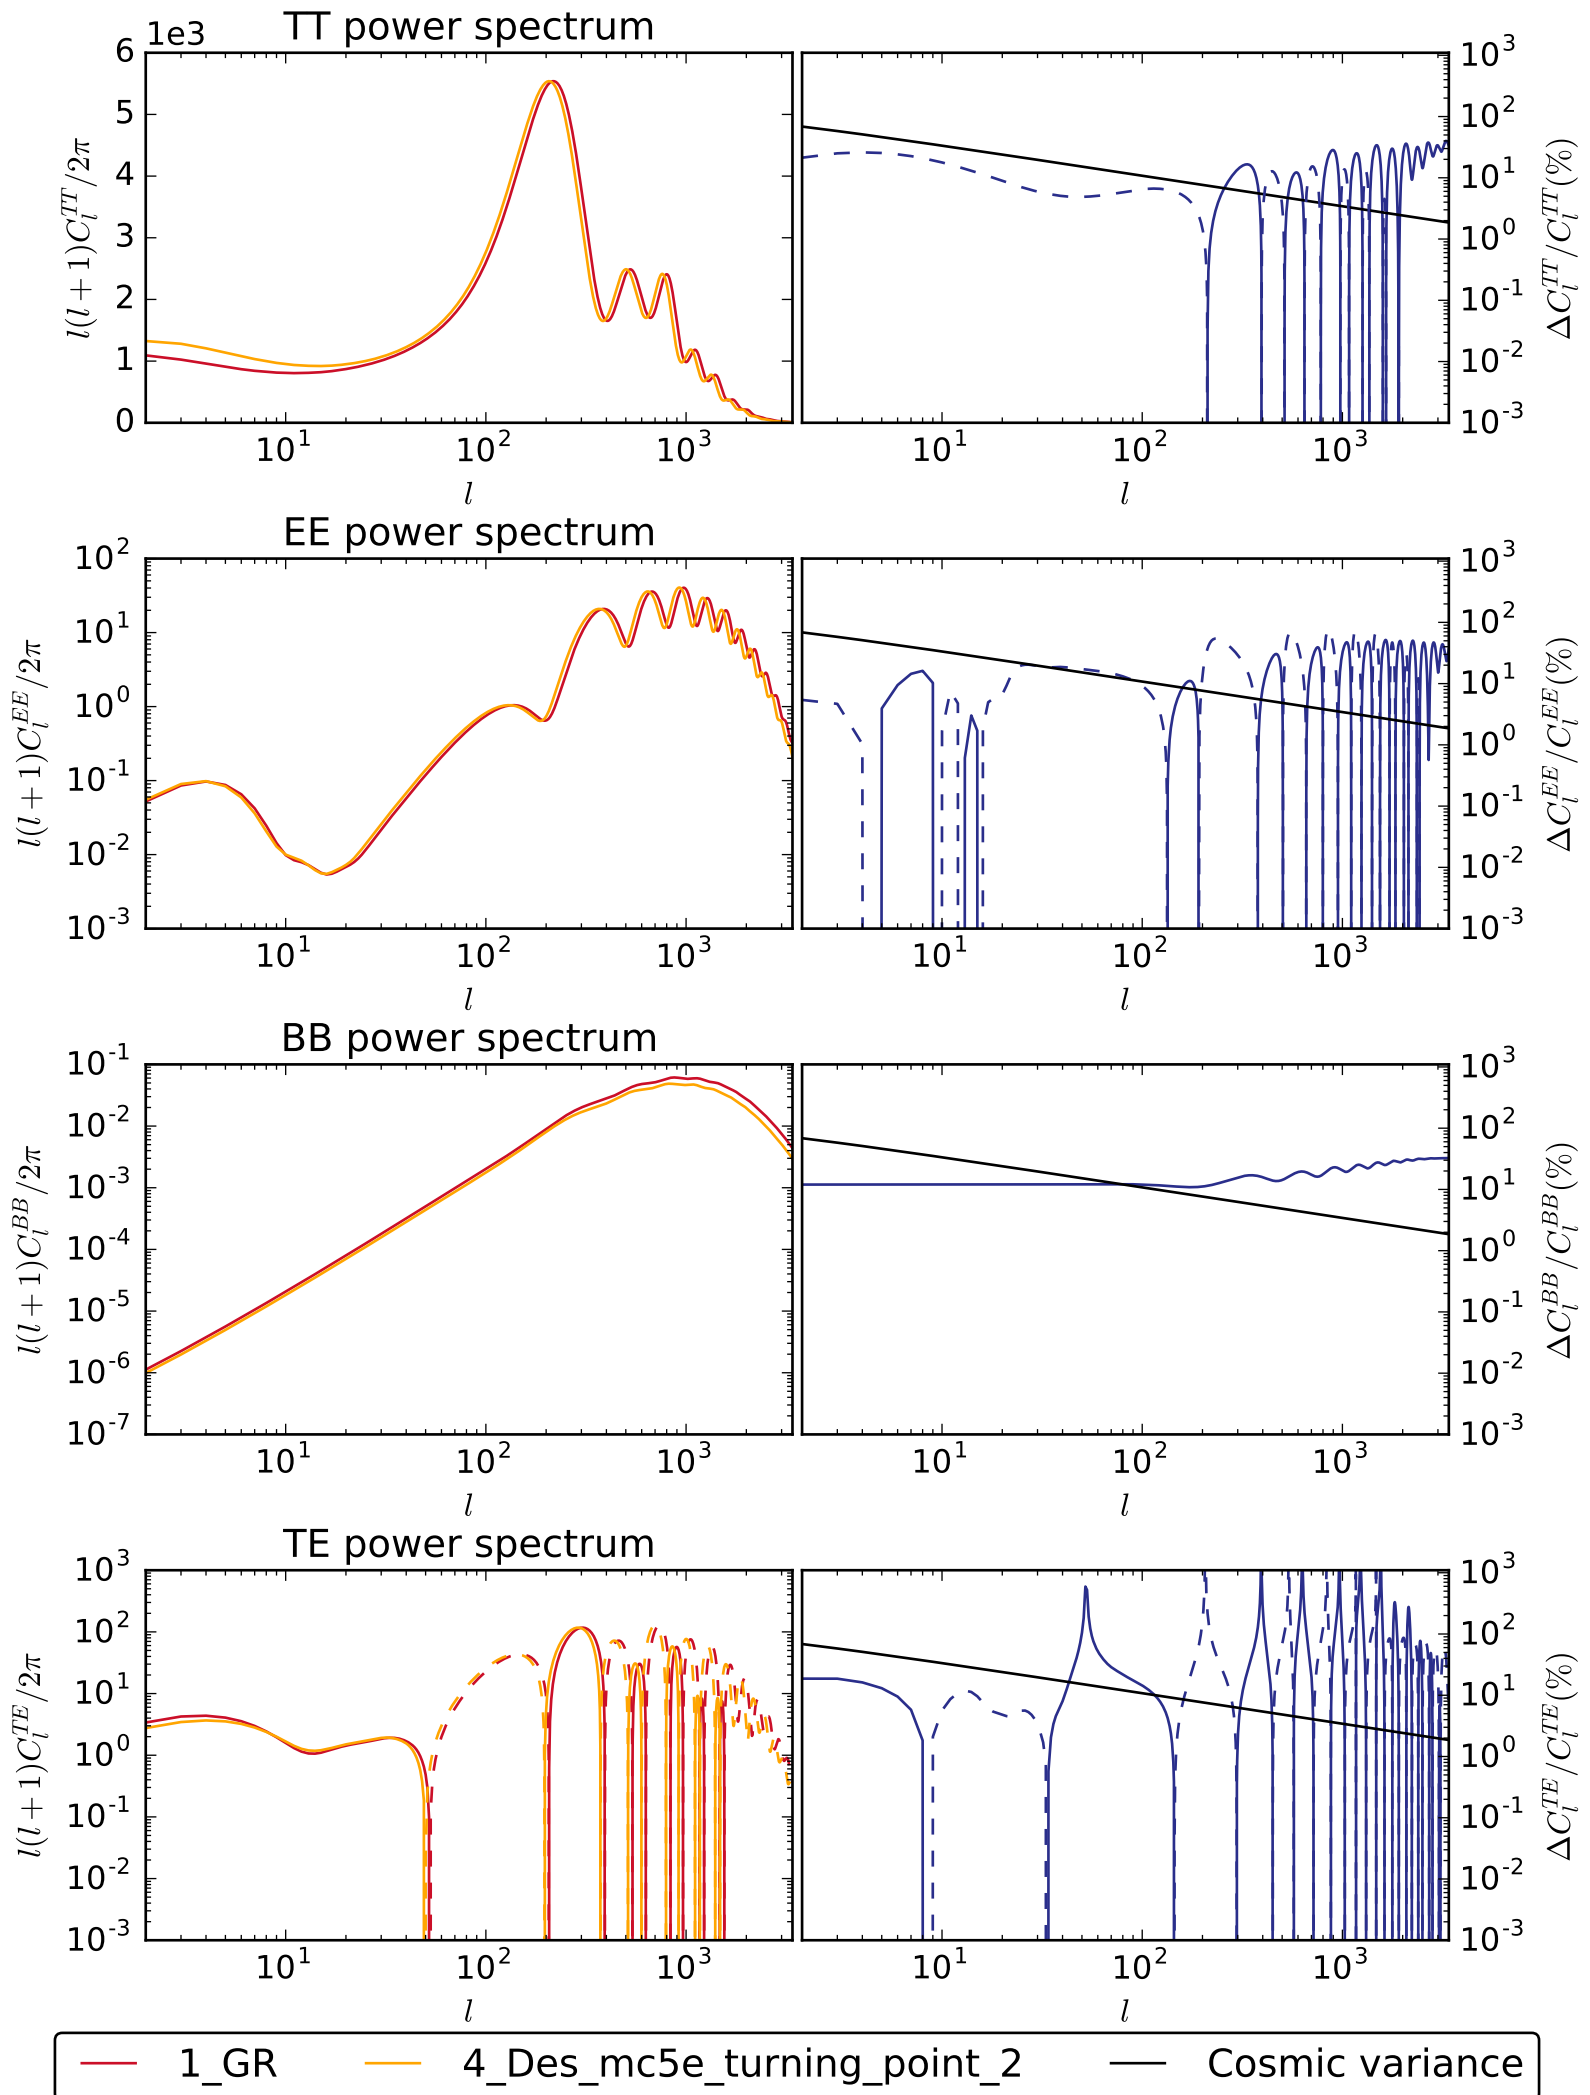 TT power spectrum
1e3
6
5
4
3
2
1
0
l(l+1)C_l^{TT}/2π
10^1 10^2 10^3
l
10^3
10^2
10^1
10^0
10^-1
10^-2
10^-3
ΔC_l^{TT}/C_l^{TT}(%)
10^1 10^2 10^3
l
EE power spectrum
10^2
10^1
10^0
10^-1
10^-2
10^-3
l(l+1)C_l^{EE}/2π
10^1 10^2 10^3
l
10^3
10^2
10^1
10^0
10^-1
10^-2
10^-3
ΔC_l^{EE}/C_l^{EE}(%)
10^1 10^2 10^3
l
BB power spectrum
10^-1
10^-2
10^-3
10^-4
10^-5
10^-6
10^-7
l(l+1)C_l^{BB}/2π
10^1 10^2 10^3
l
10^3
10^2
10^1
10^0
10^-1
10^-2
10^-3
ΔC_l^{BB}/C_l^{BB}(%)
10^1 10^2 10^3
l
TE power spectrum
10^3
10^2
10^1
10^0
10^-1
10^-2
10^-3
l(l+1)C_l^{TE}/2π
10^1 10^2 10^3
l
10^3
10^2
10^1
10^0
10^-1
10^-2
10^-3
ΔC_l^{TE}/C_l^{TE}(%)
10^1 10^2 10^3
l
1_GR 4_Des_mc5e_turning_point_2 Cosmic variance